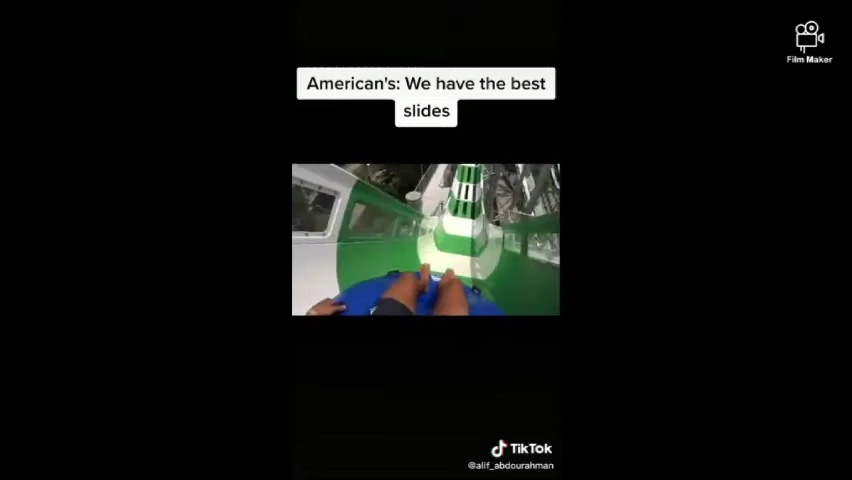 Film Maker
American's: We have the best
slides
TikTok
@alif_abdourahman